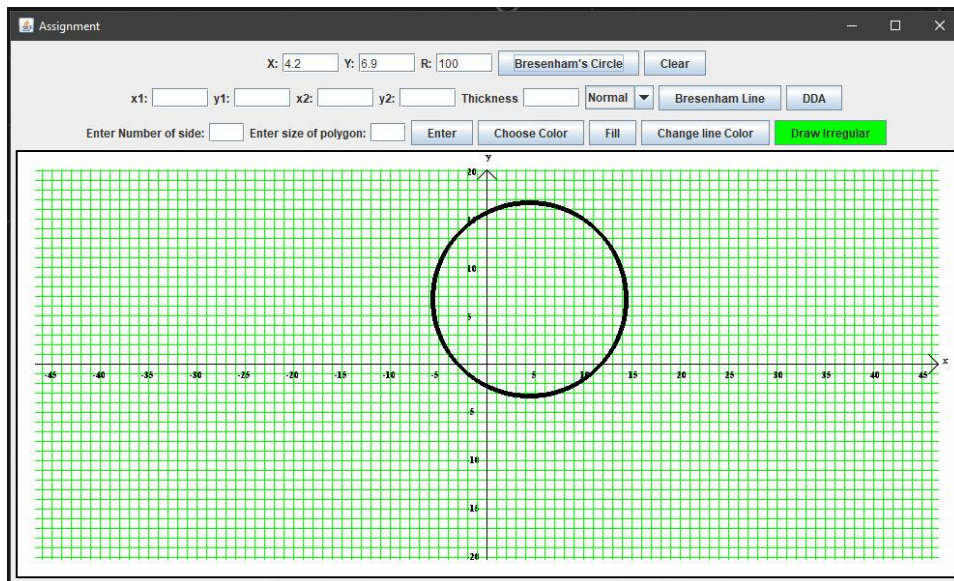 Assignment
X: 4.2 Y: 6.9 R: 100 Bresenham's Circle Clear
x1: y1: x2: y2: Thickness Normal Bresenham Line DDA
Enter Number of side: Enter size of polygon: Enter Choose Color Fill Change line Color Draw Irregular
y
20
15
10
5
x
-45 -40 -35 -30 -25 -20 -15 -10 -5 5 10 15 20 25 30 35 40 45
5
-10
-15
-20